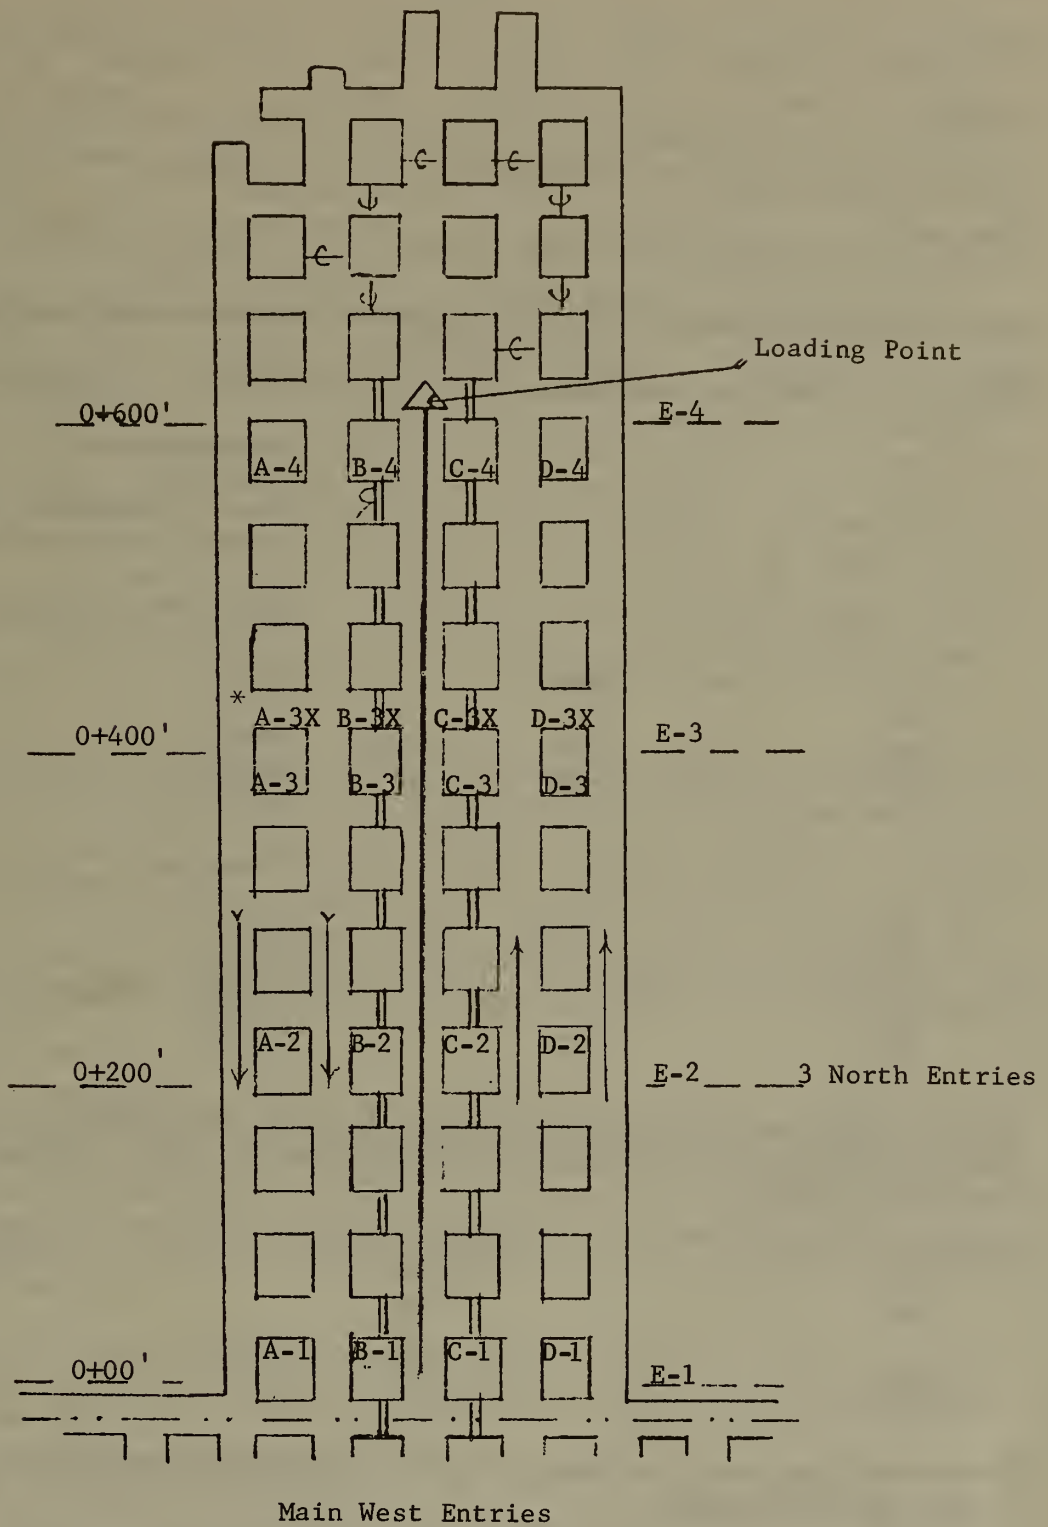 Loading Point
0+600' E-4
A-4 B-4 C-4 D-4
* A-3X B-3X C-3X D-3X
0+400' E-3
A-3 B-3 C-3 D-3
A-2 B-2 C-2 D-2
0+200' E-2 3 North Entries
A-1 B-1 C-1 D-1
0+00' E-1
Main West Entries